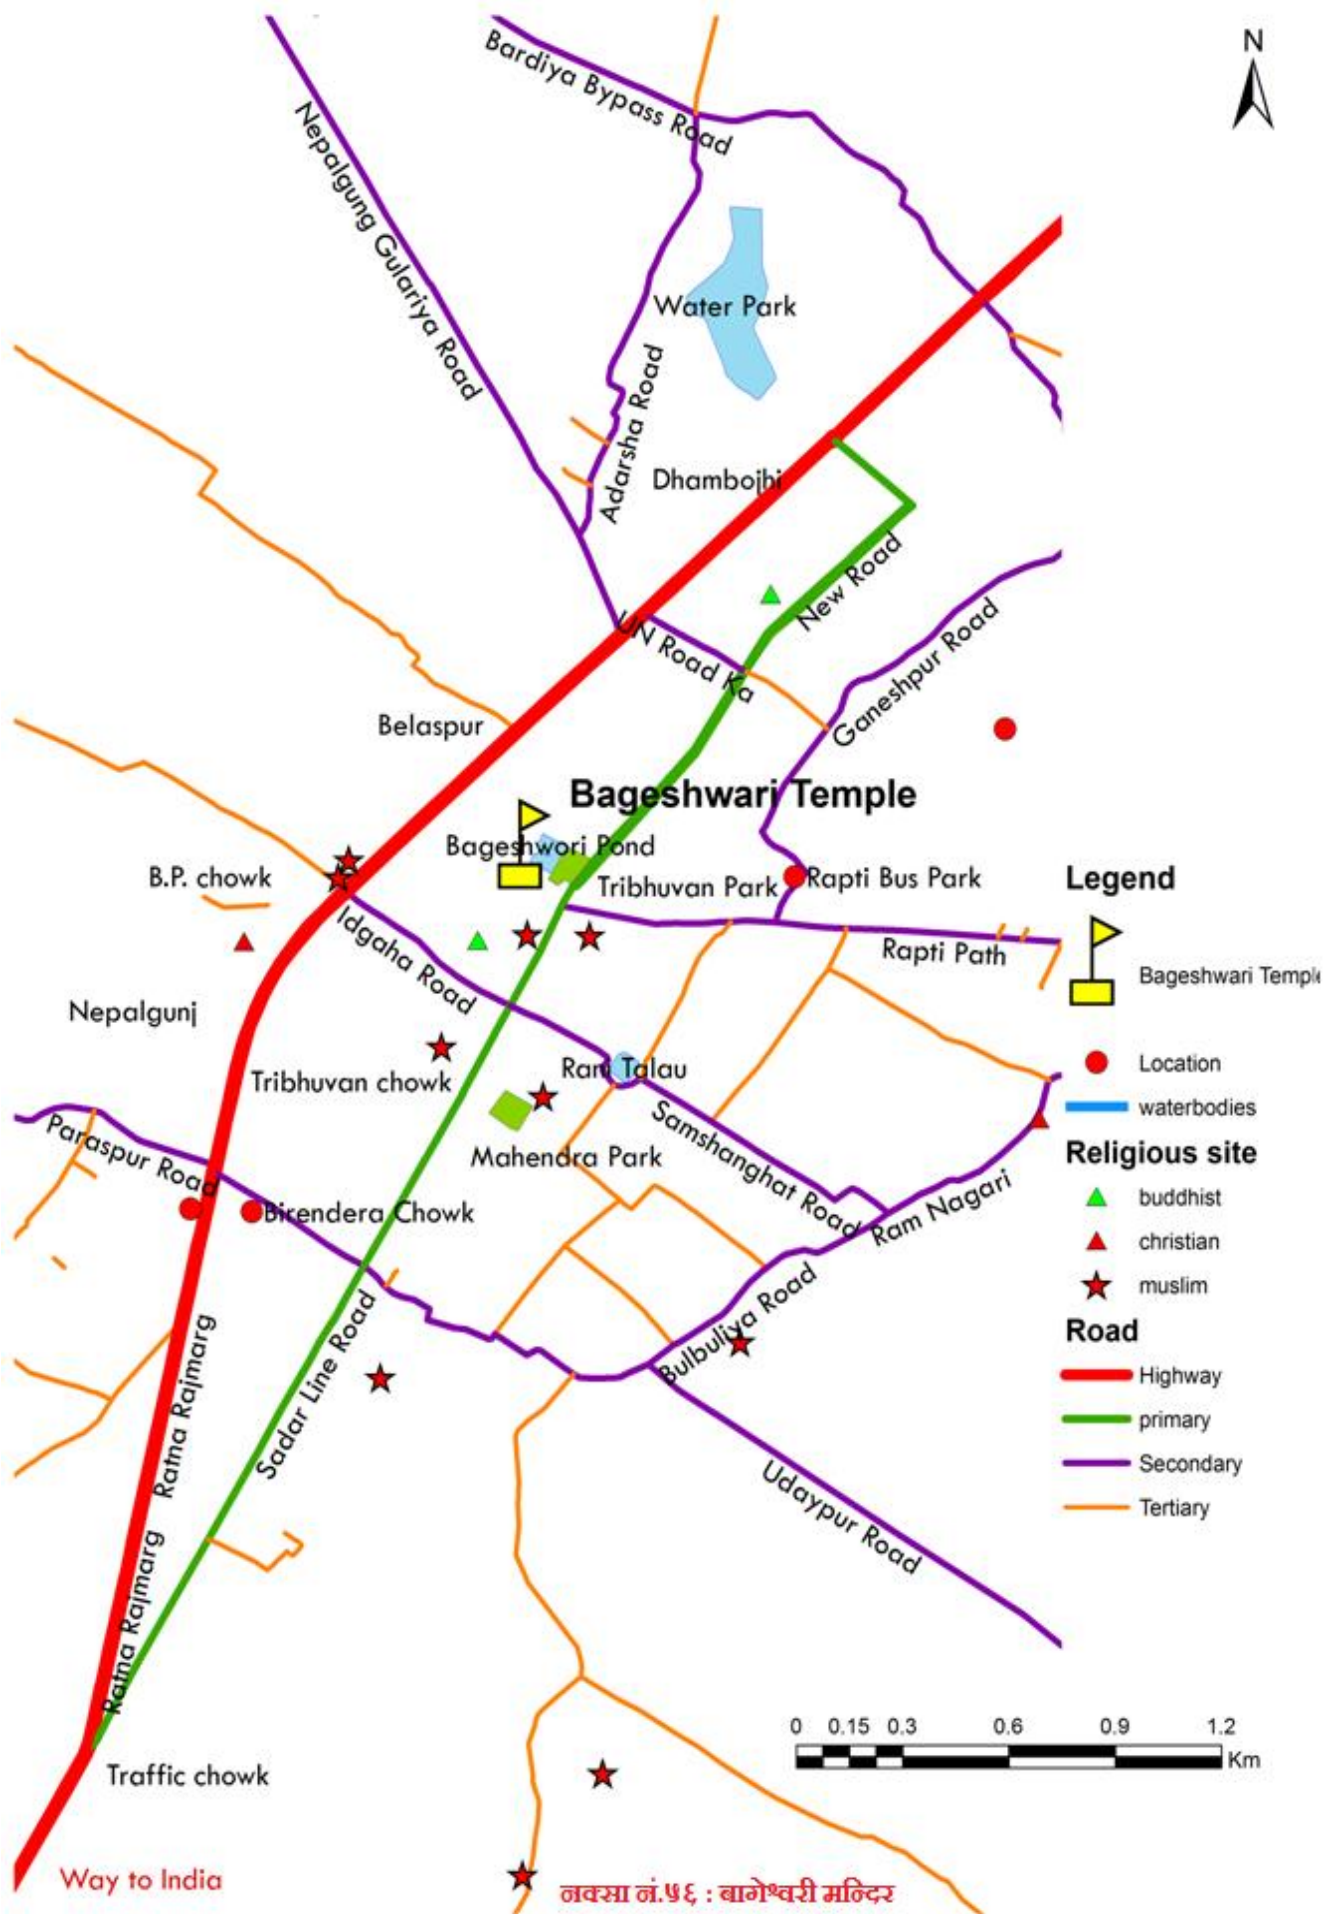 N
Bardiya Bypass Road
Nepalgung Gulariya Road
Water Park
Adarsha Road
Dhambojhi
New Road
UN Road Ka
Ganeshpur Road
Belaspur
Bageshwari Temple
Bageshwori Pond
B.P. chowk
Tribhuvan Park
Rapti Bus Park
Idgaha Road
Rapti Path
Nepalgunj
Tribhuvan chowk
Rani Talau
Samshanghat Road
Paraspur Road
Mahendra Park
Birendera Chowk
Ram Nagari
Bulbuliya Road
Sadar Line Road
Ratna Rajmarg
Ratna Rajmarg
Udaypur Road
Traffic chowk
Way to India
Legend
Bageshwari Temple
Location
waterbodies
Religious site
buddhist
christian
muslim
Road
Highway
primary
Secondary
Tertiary
0 0.15 0.3 0.6 0.9 1.2
Km
नक्सा नं.५६ : बागेश्वरी मन्दिर